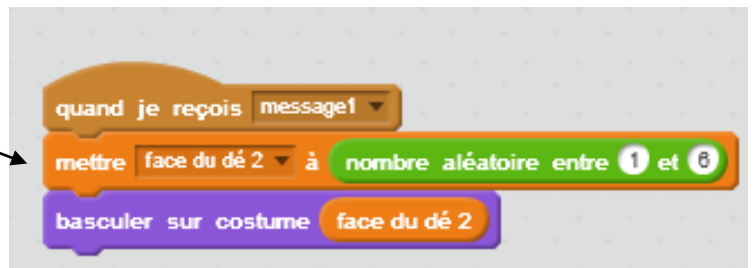 quand je reçois message1
mettre face du dé 2 à nombre aléatoire entre 1 et 6
basculer sur costume face du dé 2